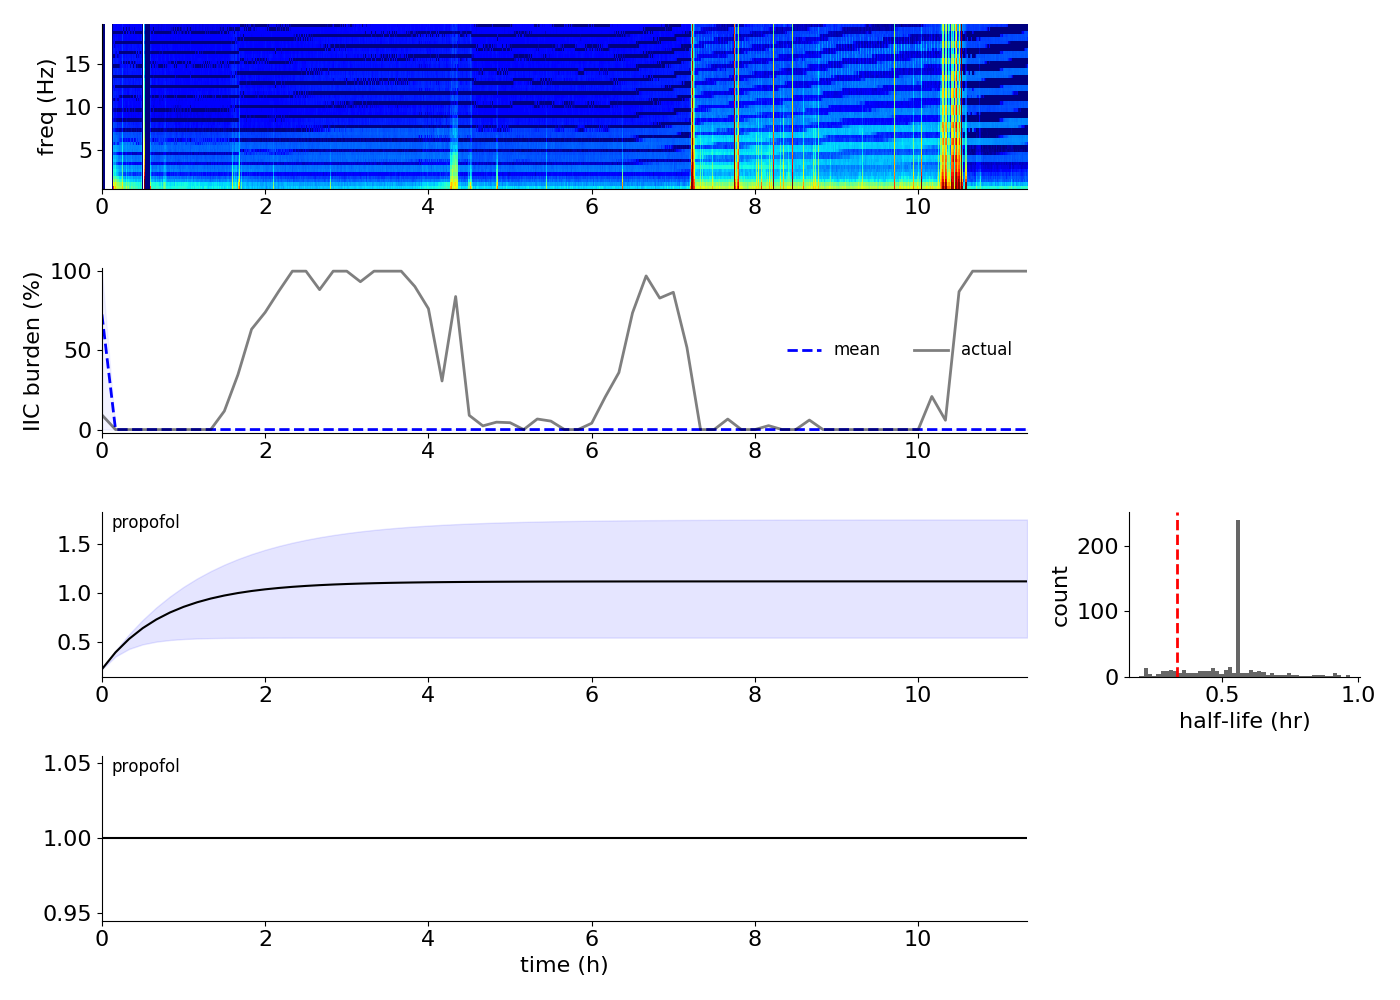 freq (Hz)
15
10
5
0 2 4 6 8 10
IIC burden (%)
100
50
0
mean actual
0 2 4 6 8 10
propofol
1.5
1.0
0.5
0 2 4 6 8 10
count
200
100
0
0.5 1.0
half-life (hr)
propofol
1.05
1.00
0.95
0 2 4 6 8 10
time (h)